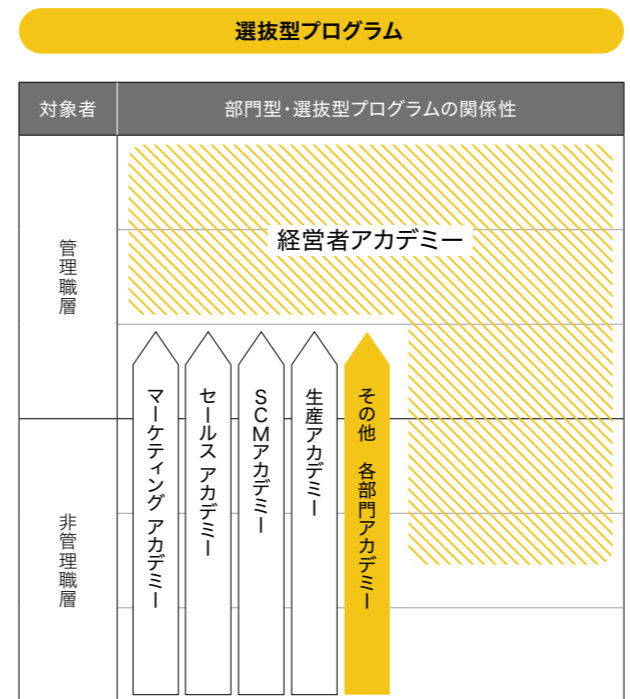 選抜型プログラム
対象者
部門型・選抜型プログラムの関係性
管理職層
経営者アカデミー
非管理職層
マーケティング アカデミー
セールス アカデミー
SCMアカデミー
生産アカデミー
その他 各部門アカデミー